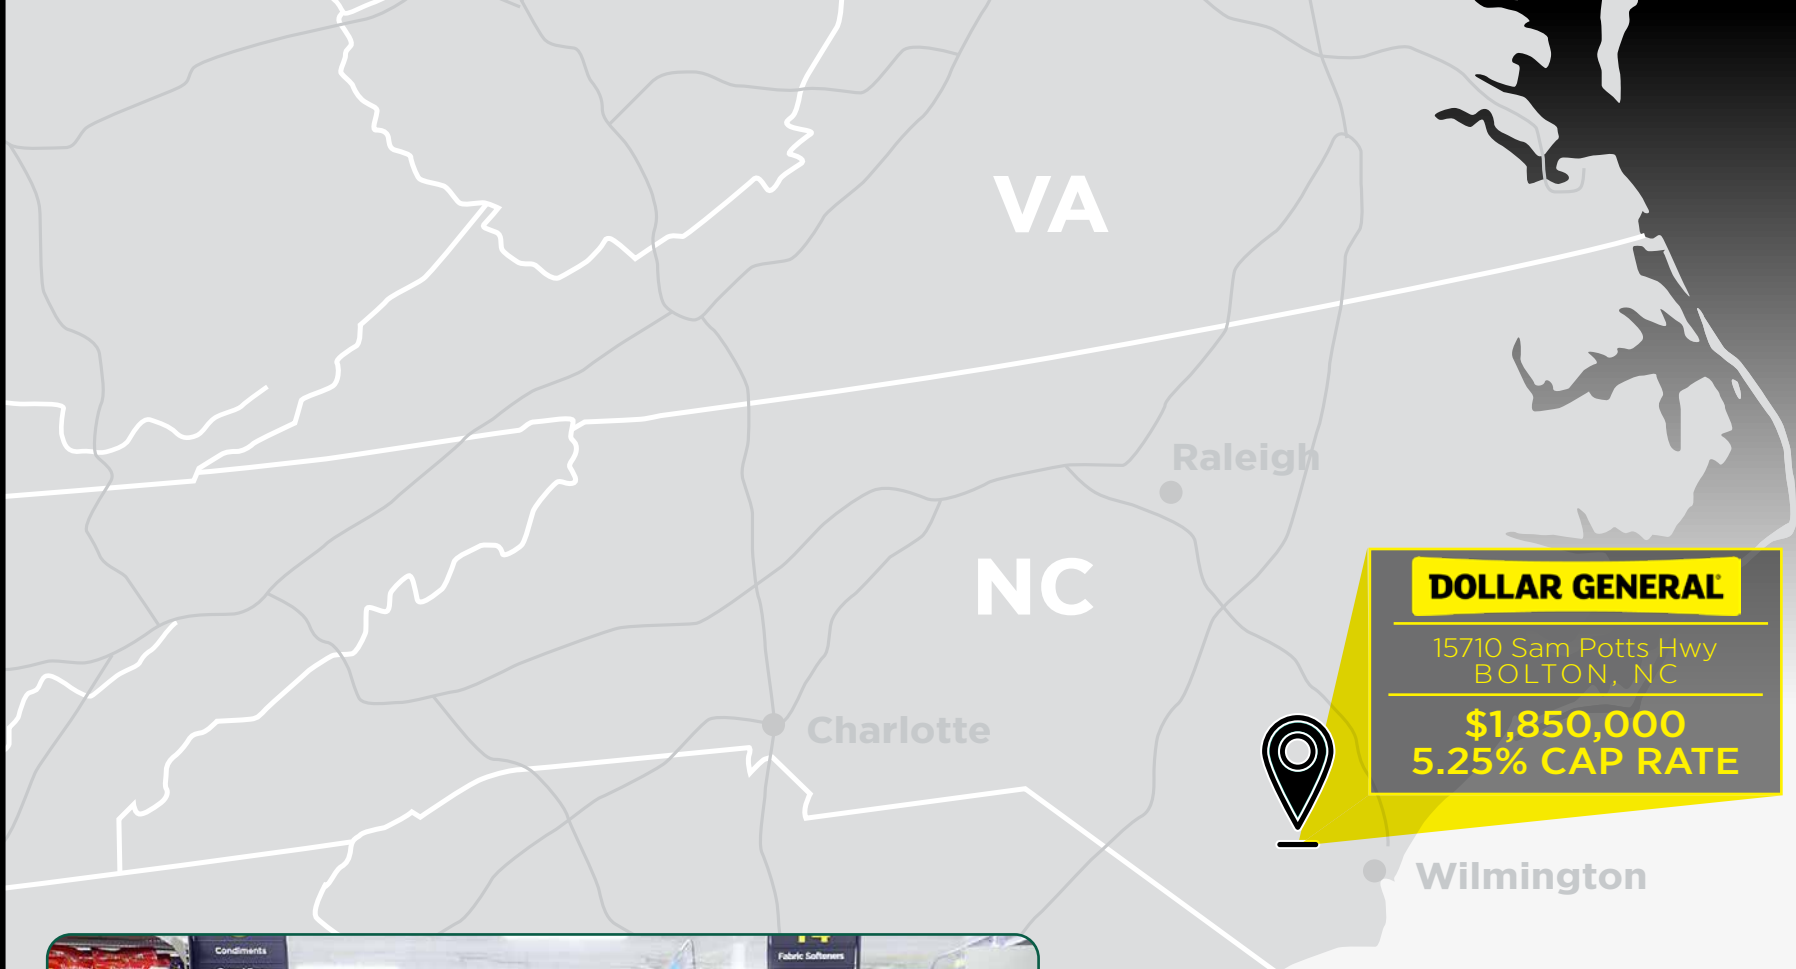 VA
Raleigh
NC
DOLLAR GENERAL
15710 Sam Potts Hwy
BOLTON, NC
$1,850,000
5.25% CAP RATE
Charlotte
Wilmington
Condiments
14
Fabric Softeners